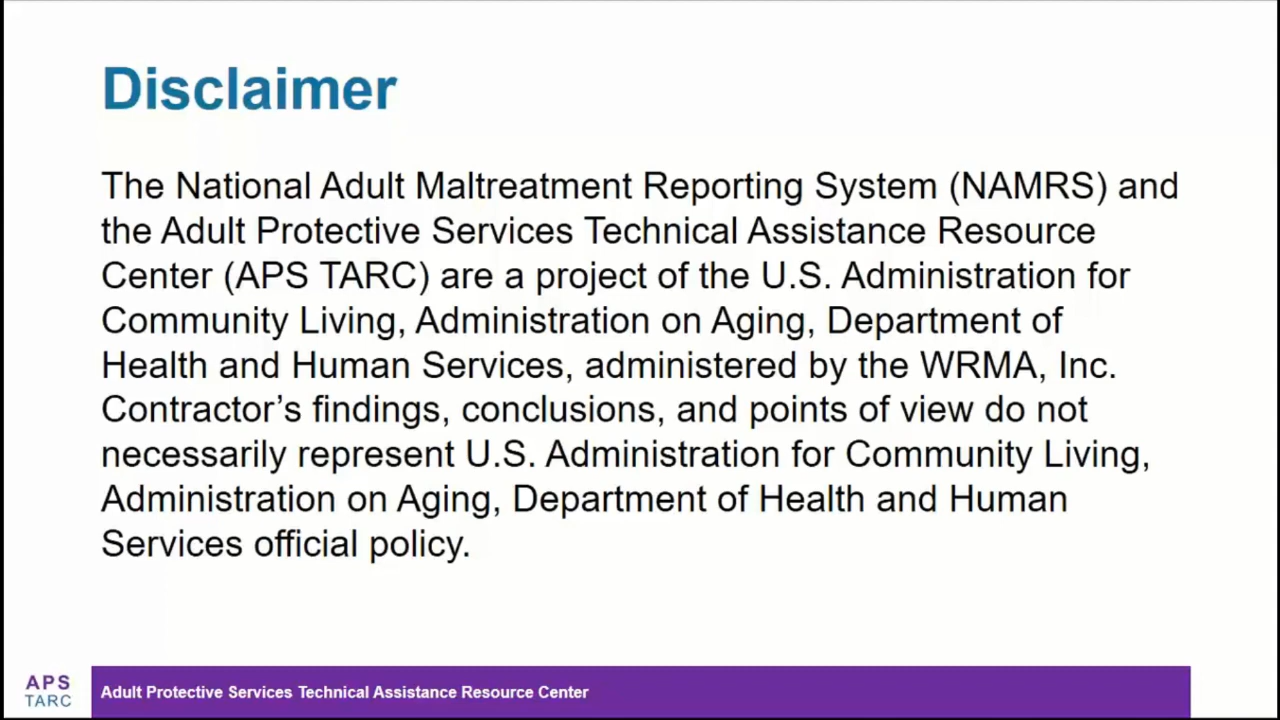 Disclaimer
The National Adult Maltreatment Reporting System (NAMRS) and
the Adult Protective Services Technical Assistance Resource
Center (APS TARC) are a project of the U.S. Administration for
Community Living, Administration on Aging, Department of
Health and Human Services, administered by the WRMA, Inc.
Contractor’s findings, conclusions, and points of view do not
necessarily represent U.S. Administration for Community Living,
Administration on Aging, Department of Health and Human
Services official policy.
APS
TARC
Adult Protective Services Technical Assistance Resource Center